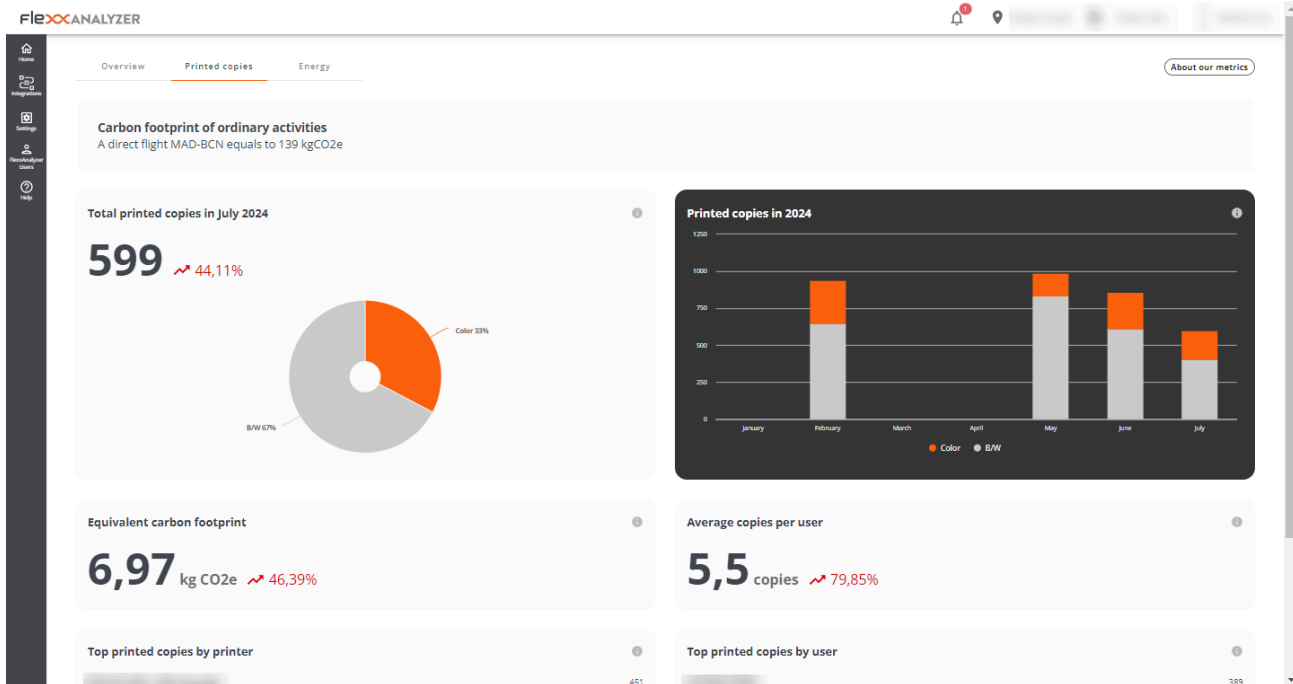 FlexxANALYZER
1
Home
Integrations
Settings
FlexxAnalyzer
Users
Help
Overview Printed copies Energy
About our metrics
Carbon footprint of ordinary activities
A direct flight MAD-BCN equals to 139 kgCO2e
Total printed copies in July 2024
599 44,11%
Color 33%
B/W 67%
Printed copies in 2024
1250
1000
750
500
250
0
January February March April May June July
Color B/W
Equivalent carbon footprint
6,97 kg CO2e 46,39%
Average copies per user
5,5 copies 79,85%
Top printed copies by printer
451
Top printed copies by user
389